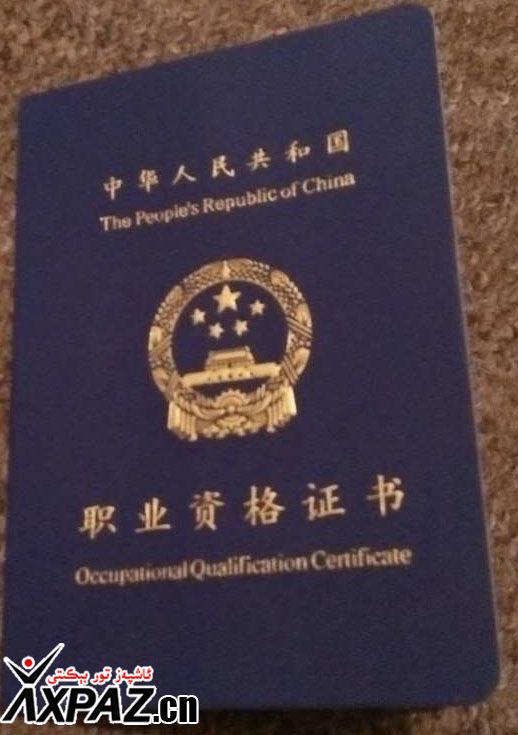 中华人民共和国
The People's Republic of China
职业资格证书
Occupational Qualification Certificate
ئاشپەز تور بېكىتى
AXPAZ.cn